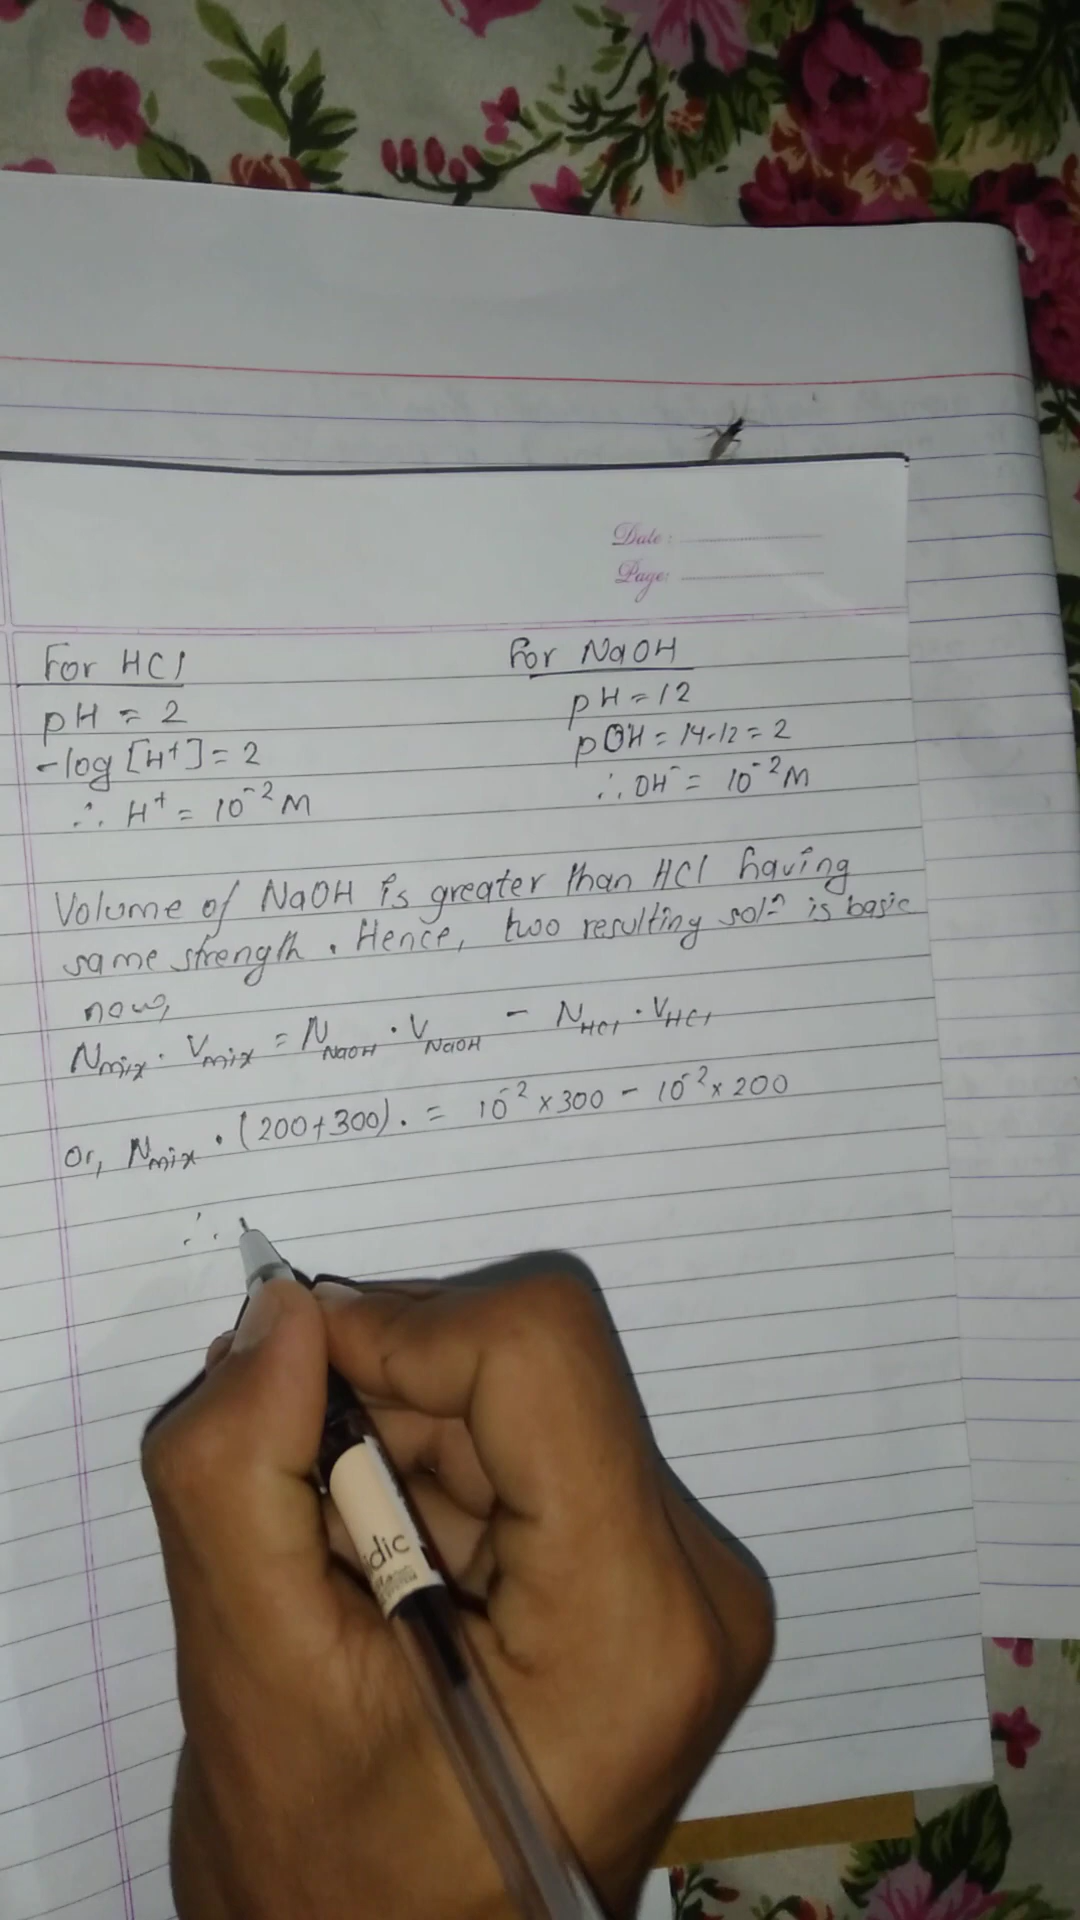 Date :
Page:
For HCl
pH = 2
-log [H⁺] = 2
∴ H⁺ = 10⁻² M
For NaOH
pH = 12
pOH = 14-12 = 2
∴ OH⁻ = 10⁻² M
Volume of NaOH is greater than HCl having
same strength. Hence, two resulting solⁿ is basic
now,
Nmix · Vmix = NNaOH · VNaOH - NHCl · VHCl
or, Nmix · (200+300). = 10⁻² × 300 - 10⁻² × 200
∴
idic